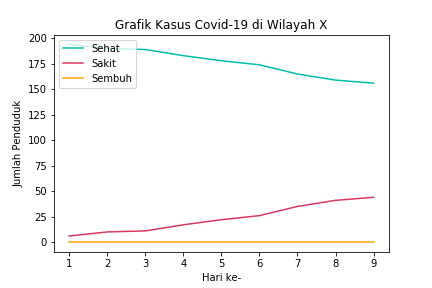 Grafik Kasus Covid-19 di Wilayah X
Jumlah Penduduk
200
175
150
125
100
75
50
25
0
Sehat
Sakit
Sembuh
1 2 3 4 5 6 7 8 9
Hari ke-